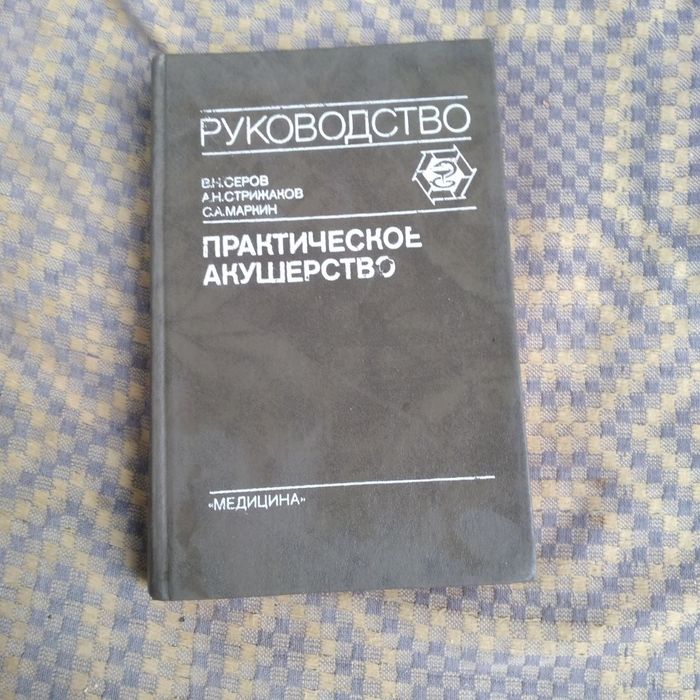 РУКОВОДСТВО
В.Н.СЕРОВ
А.Н.СТРИЖАКОВ
С.А.МАРКИН
ПРАКТИЧЕСКОЕ
АКУШЕРСТВО
«МЕДИЦИНА»